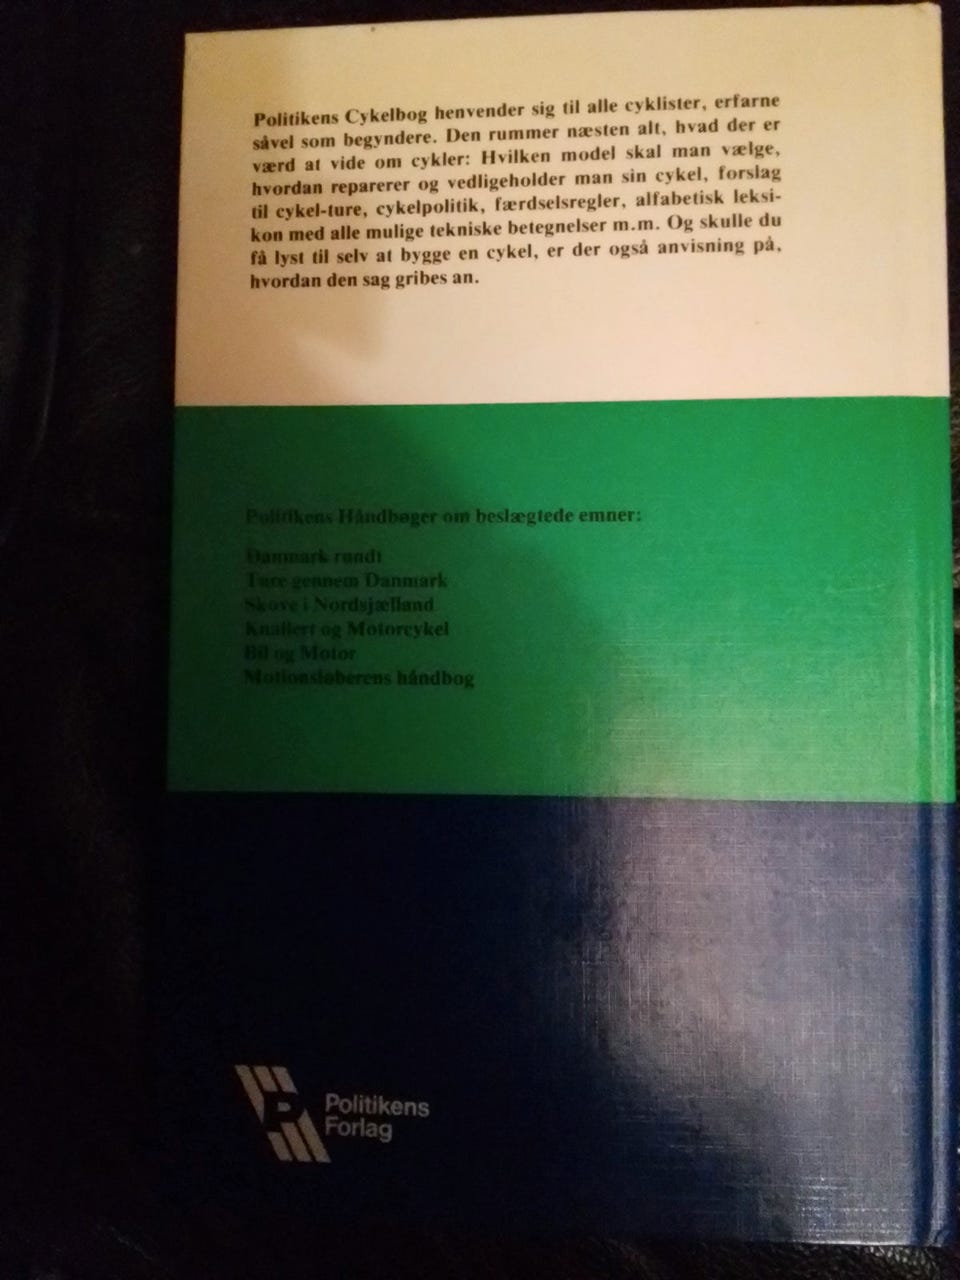 Politikens Cykelbog henvender sig til alle cyklister, erfarne
såvel som begyndere. Den rummer næsten alt, hvad der er
værd at vide om cykler: Hvilken model skal man vælge,
hvordan reparerer og vedligeholder man sin cykel, forslag
til cykel-ture, cykelpolitik, færdselsregler, alfabetisk leksi-
kon med alle mulige tekniske betegnelser m.m. Og skulle du
få lyst til selv at bygge en cykel, er der også anvisning på,
hvordan den sag gribes an.
Politikens Håndbøger om beslægtede emner:
Danmark rundt
Ture gennem Danmark
Skove i Nordsjælland
Knallert og Motorcykel
Bil og Motor
Motionsløberens håndbog
Politikens
Forlag